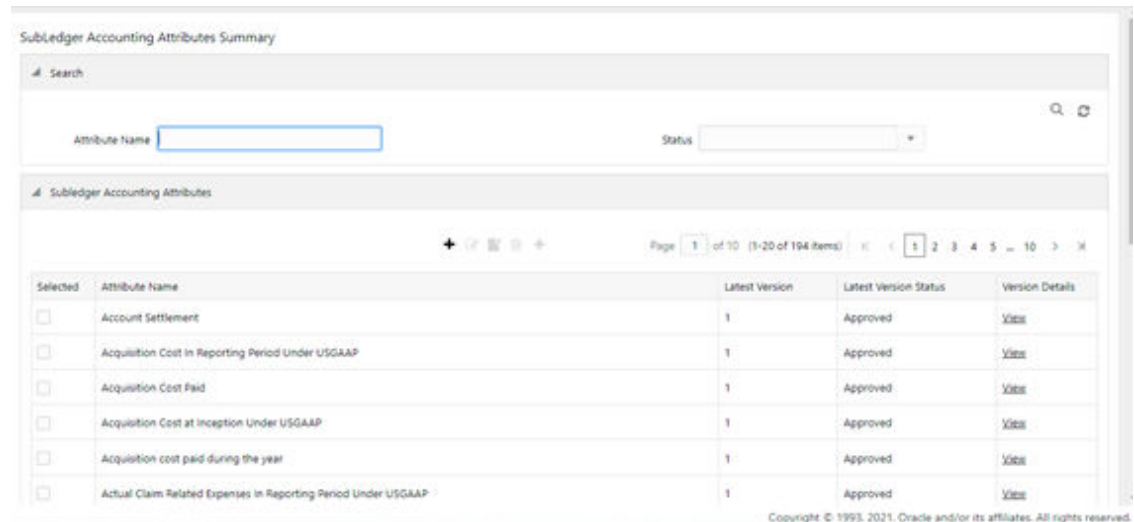 SubLedger Accounting Attributes Summary
Search
Attribute Name
Status
Subledger Accounting Attributes
Page 1 of 10 (1-20 of 194 items) 1 2 3 4 5 ... 10
Selected Attribute Name Latest Version Latest Version Status Version Details
Account Settlement 1 Approved View
Acquisition Cost In Reporting Period Under USGAAP 1 Approved View
Acquisition Cost Paid 1 Approved View
Acquisition Cost at Inception Under USGAAP 1 Approved View
Acquisition cost paid during the year 1 Approved View
Actual Claim Related Expenses In Reporting Period Under USGAAP 1 Approved View
Copyright © 1993, 2021, Oracle and/or its affiliates. All rights reserved.